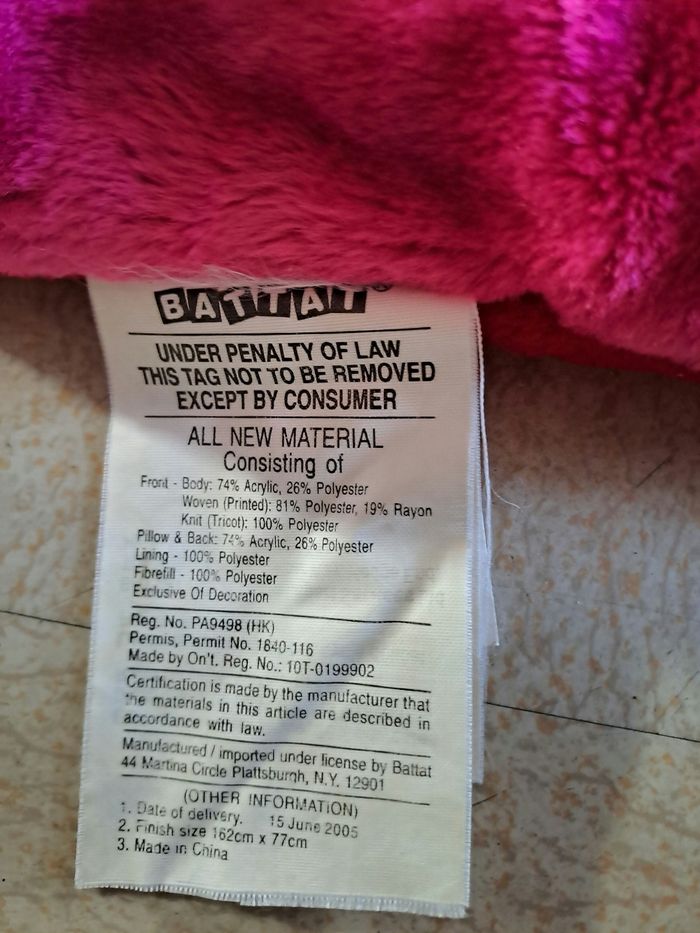 BATTAT®
UNDER PENALTY OF LAW
THIS TAG NOT TO BE REMOVED
EXCEPT BY CONSUMER
ALL NEW MATERIAL
Consisting of
Front - Body: 74% Acrylic, 26% Polyester
Woven (Printed): 81% Polyester, 19% Rayon
Knit (Tricot): 100% Polyester
Pillow & Back: 74% Acrylic, 26% Polyester
Lining - 100% Polyester
Fibrefill - 100% Polyester
Exclusive Of Decoration
Reg. No. PA9498 (HK)
Permis, Permit No. 1840-116
Made by On't. Reg. No.: 10T-0199902
Certification is made by the manufacturer that
the materials in this article are described in
accordance with law.
Manufactured / imported under license by Battat
44 Martina Circle Plattsburgh, N.Y. 12901
(OTHER INFORMATION)
1. Date of delivery. 15 June 2005
2. Finish size 162cm x 77cm
3. Made in China